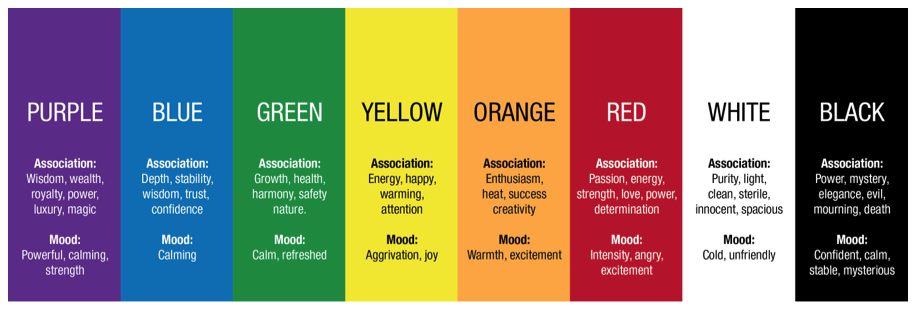 PURPLE
Association:
Wisdom, wealth,
royalty, power,
luxury, magic
Mood:
Powerful, calming,
strength
BLUE
Association:
Depth, stability,
wisdom, trust,
confidence
Mood:
Calming
GREEN
Association:
Growth, health,
harmony, safety
nature.
Mood:
Calm, refreshed
YELLOW
Association:
Energy, happy,
warming,
attention
Mood:
Aggrivation, joy
ORANGE
Association:
Enthusiasm,
heat, success
creativity
Mood:
Warmth, excitement
RED
Association:
Passion, energy,
strength, love, power,
determination
Mood:
Intensity, angry,
excitement
WHITE
Association:
Purity, light,
clean, sterile,
innocent, spacious
Mood:
Cold, unfriendly
BLACK
Association:
Power, mystery,
elegance, evil,
mourning, death
Mood:
Confident, calm,
stable, mysterious